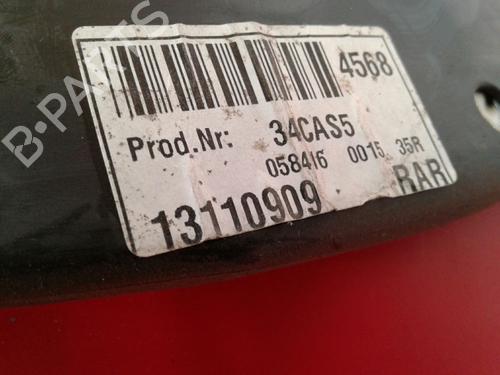 4568
Prod.Nr: 34CAS5
058416 0015 35R
13110909 RAR
B-PARTS